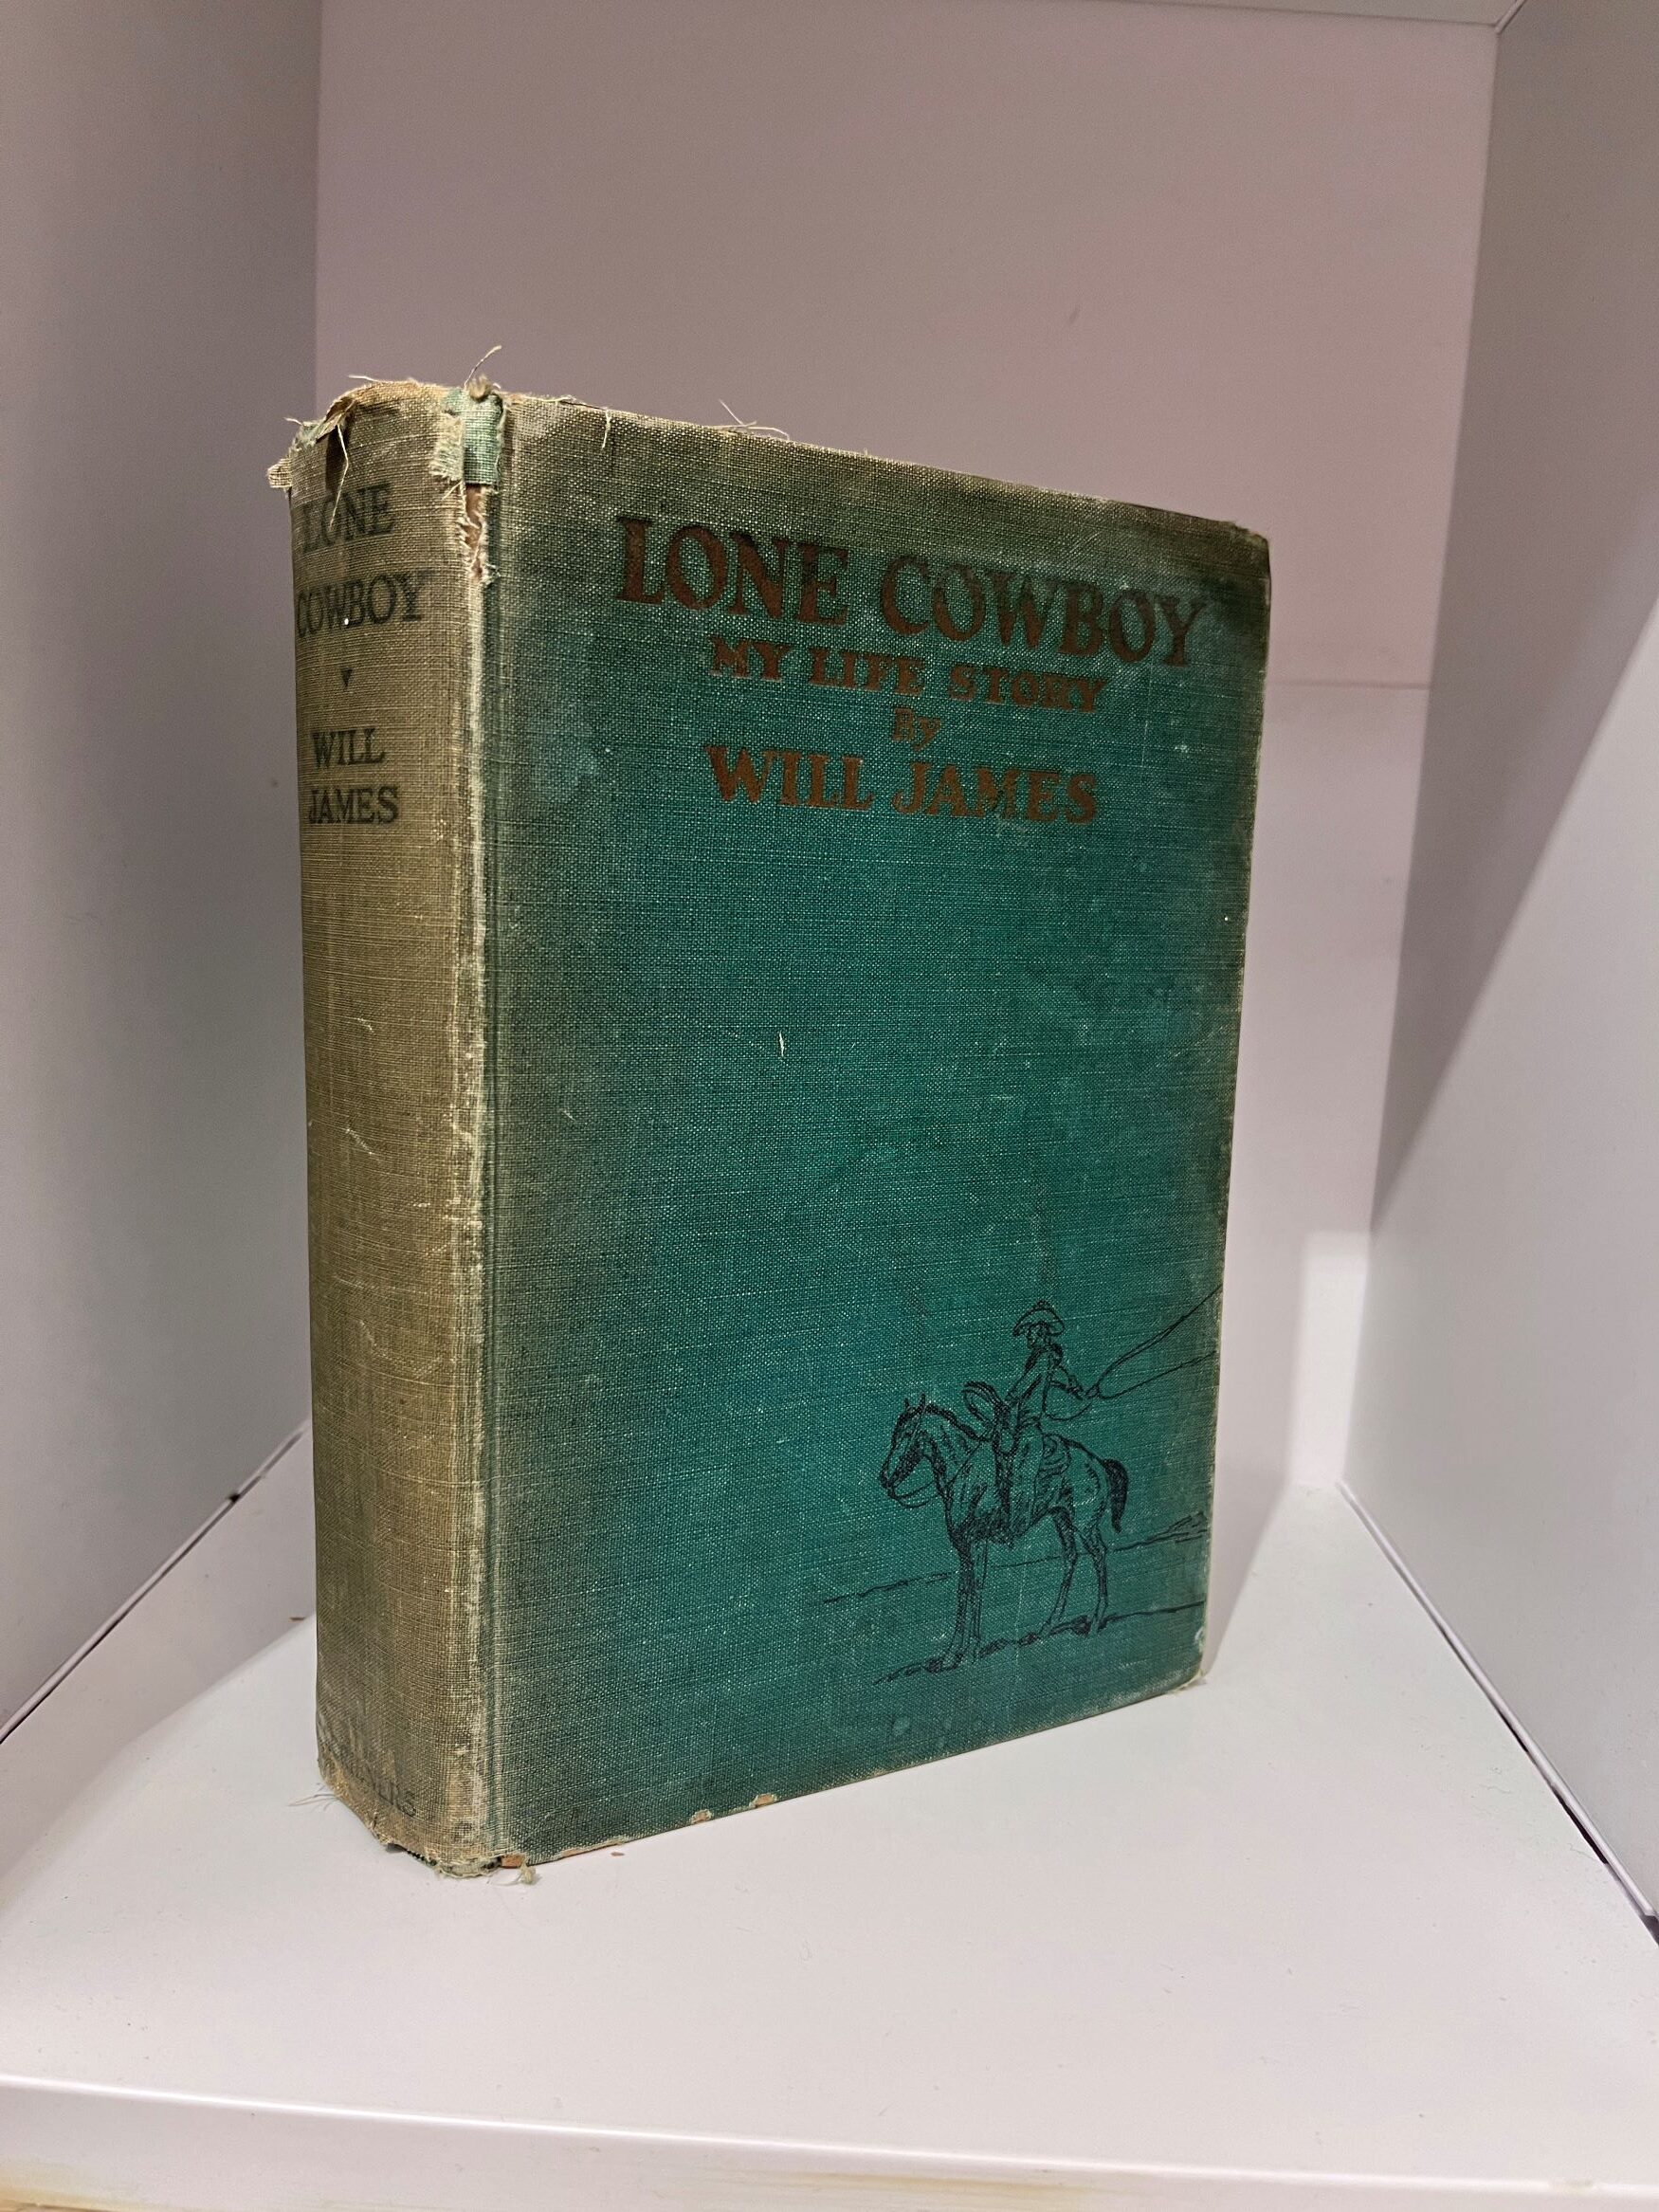 LONE
COWBOY
WILL
JAMES
LONE COWBOY
MY LIFE STORY
By
WILL JAMES